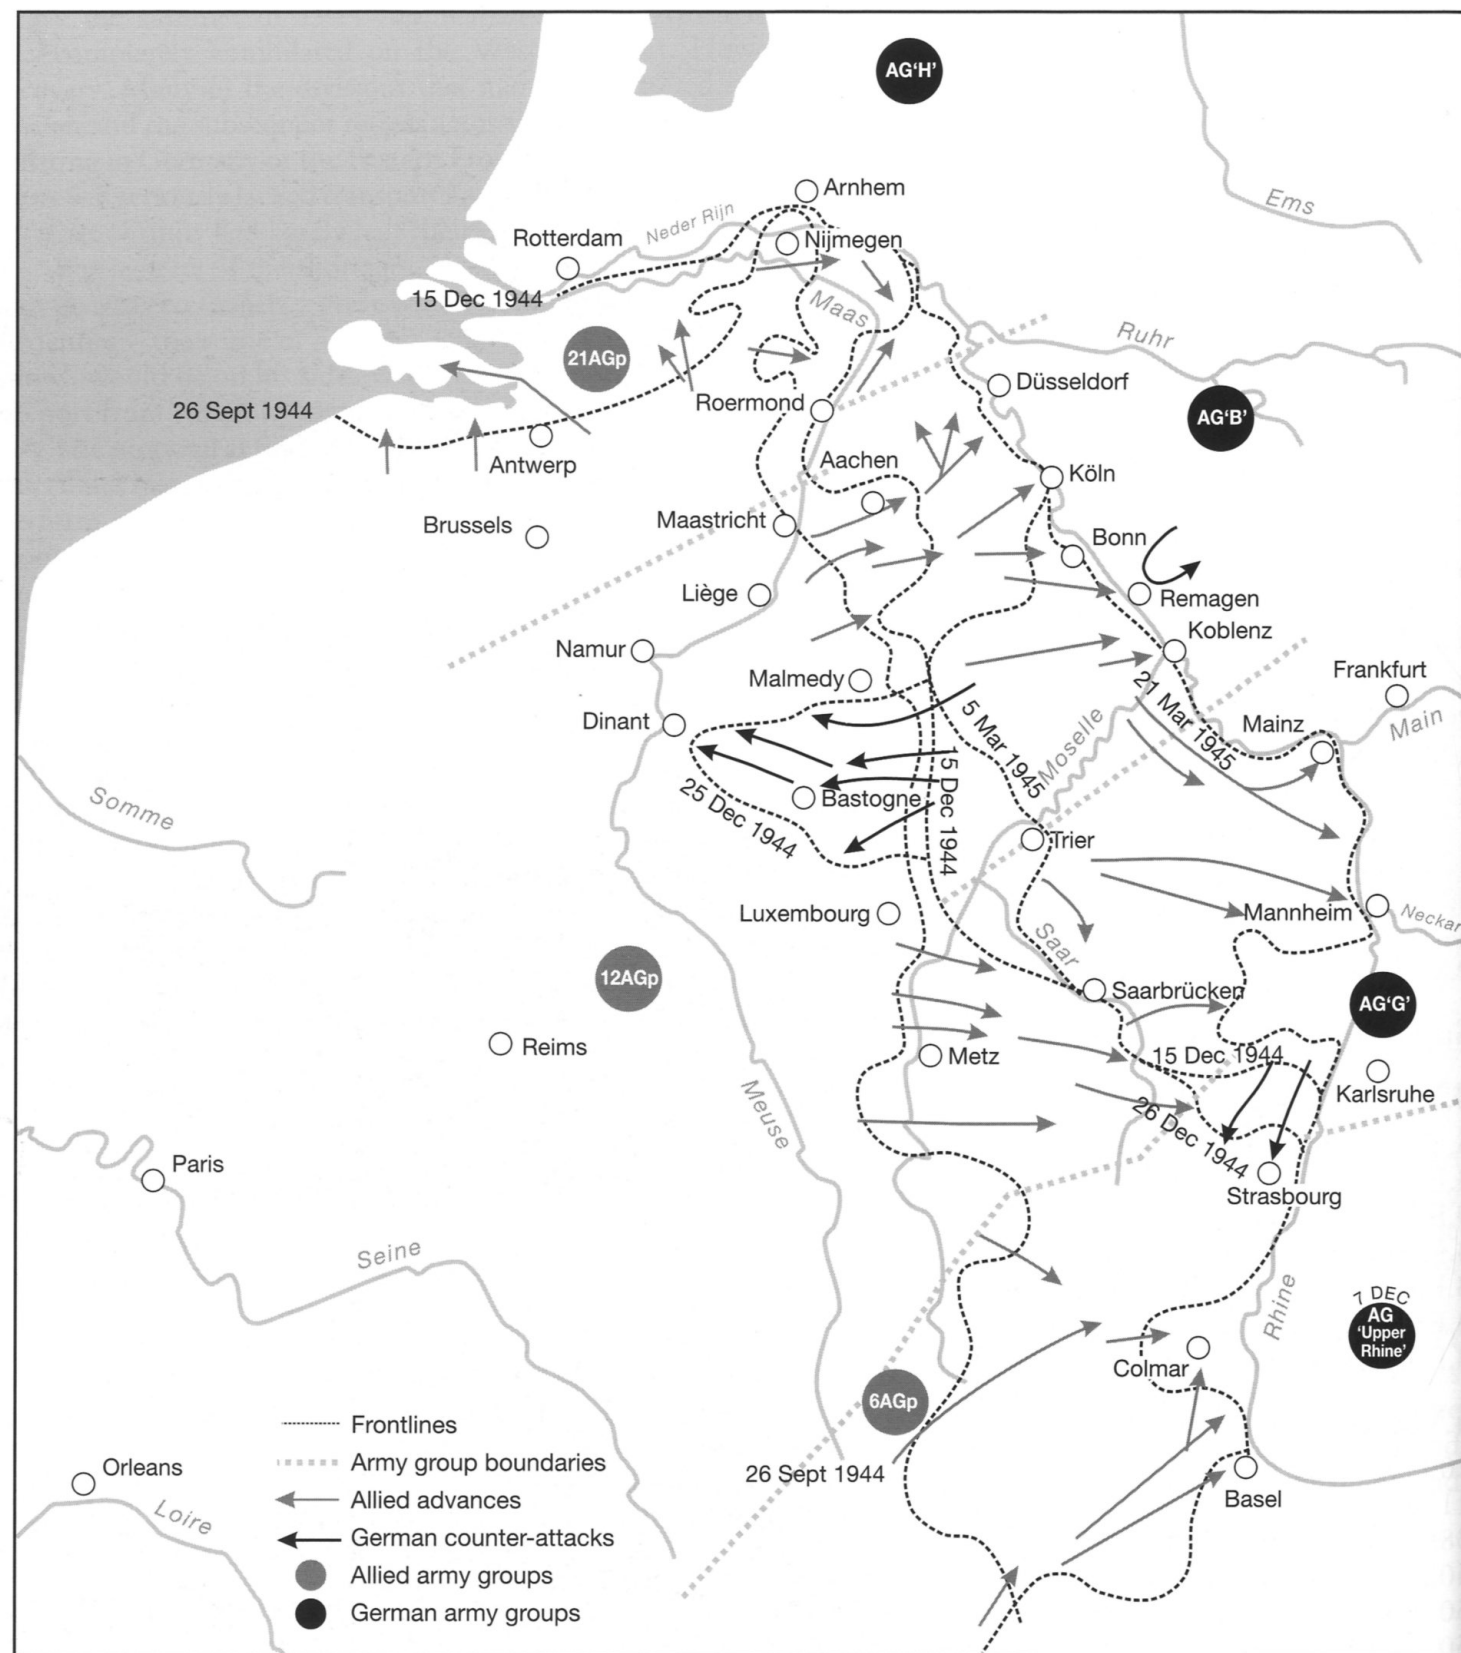 AG‘H’
Arnhem
Ems
Neder Rijn
Rotterdam
Nijmegen
15 Dec 1944
Maas
Ruhr
21AGp
Düsseldorf
Roermond
26 Sept 1944
AG‘B’
Antwerp
Aachen
Köln
Brussels
Maastricht
Bonn
Liège
Remagen
Koblenz
Namur
Malmedy
Frankfurt
21 Mar 1945
Dinant
5 Mar 1945
Moselle
Mainz
Main
15 Dec 1944
Bastogne
25 Dec 1944
Somme
Trier
Luxembourg
Mannheim
Neckar
Saar
12AGp
Saarbrücken
AG‘G’
Reims
Metz
15 Dec 1944
Karlsruhe
Meuse
26 Dec 1944
Paris
Strasbourg
Seine
Rhine
7 DEC
AG
‘Upper
Rhine’
Colmar
6AGp
Frontlines
Army group boundaries
26 Sept 1944
Orleans
Basel
Loire
Allied advances
German counter-attacks
Allied army groups
German army groups